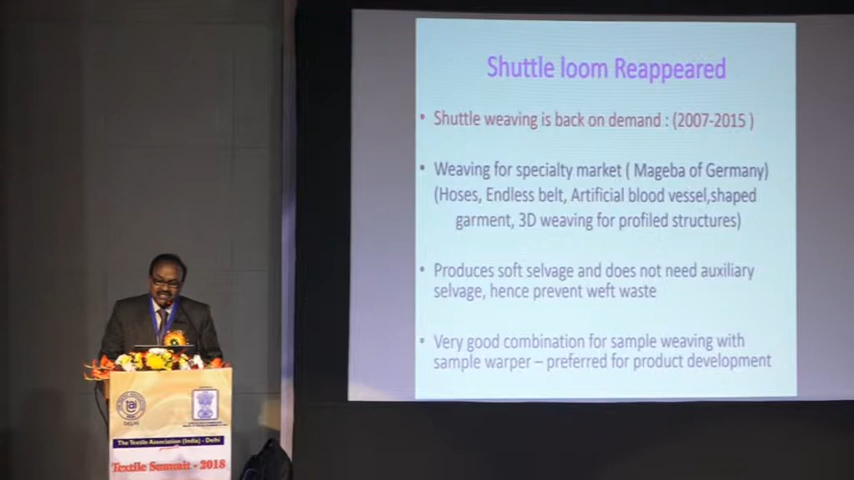 Shuttle loom Reappeared
• Shuttle weaving is back on demand : (2007-2015 )
• Weaving for specialty market ( Mageba of Germany)
(Hoses, Endless belt, Artificial blood vessel,shaped
garment, 3D weaving for profiled structures)
• Produces soft selvage and does not need auxiliary
selvage, hence prevent weft waste
• Very good combination for sample weaving with
sample warper – preferred for product development
DELHI
The Textile Association (India) - Delhi
Textile Summit - 2018